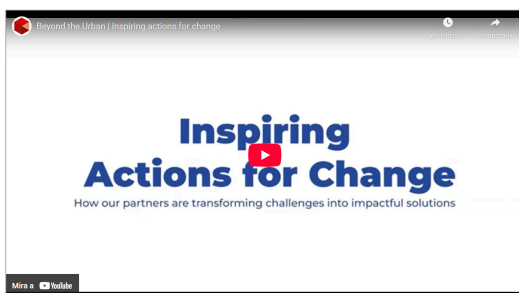 Beyond the Urban | Inspiring actions for change
Inspiring
Actions for Change
How our partners are transforming challenges into impactful solutions
Mira a YouTube